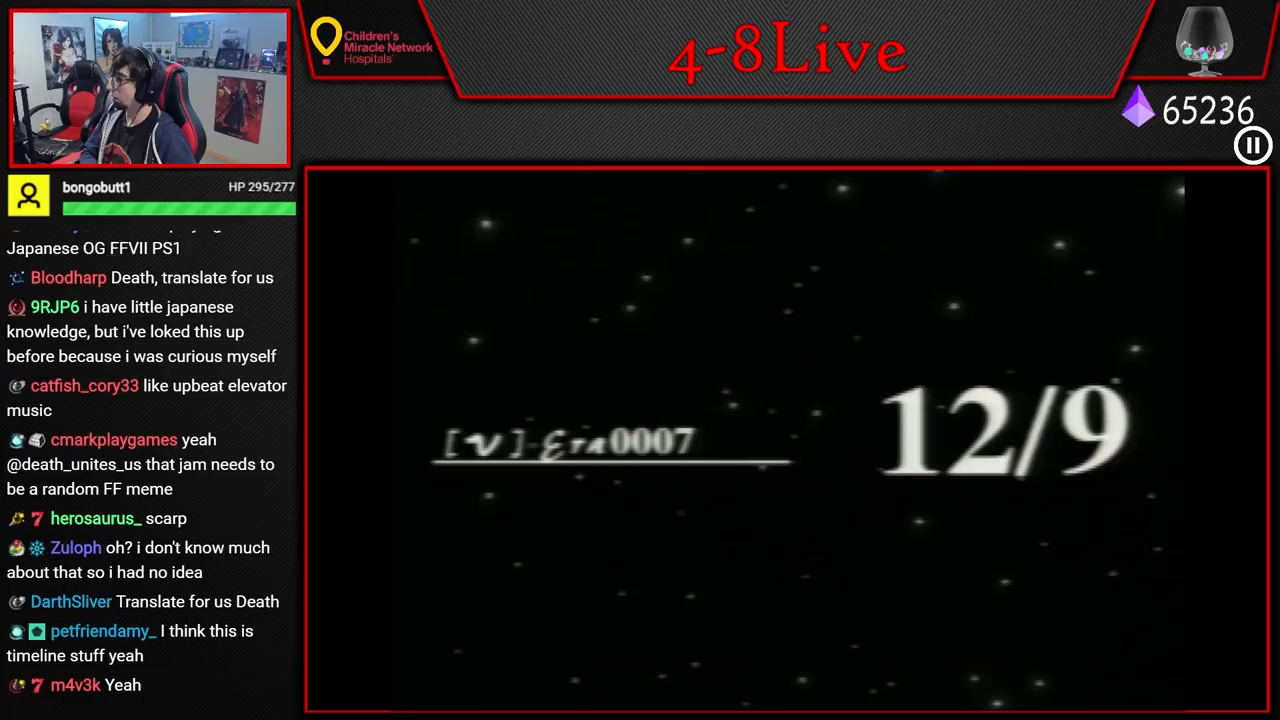 Children's
Miracle Network
Hospitals
4-8Live
65236
bongobutt1
HP 295/277
Japanese OG FFVII PS1
Bloodharp Death, translate for us
9RJP6 i have little japanese
knowledge, but i've loked this up
before because i was curious myself
catfish_cory33 like upbeat elevator
music
cmarkplaygames yeah
@death_unites_us that jam needs to
be a random FF meme
7 herosaurus_ scarp
Zuloph oh? i don't know much
about that so i had no idea
DarthSliver Translate for us Death
petfriendamy_ I think this is
timeline stuff yeah
7 m4v3k Yeah
[ν]-εγλ0007
12/9